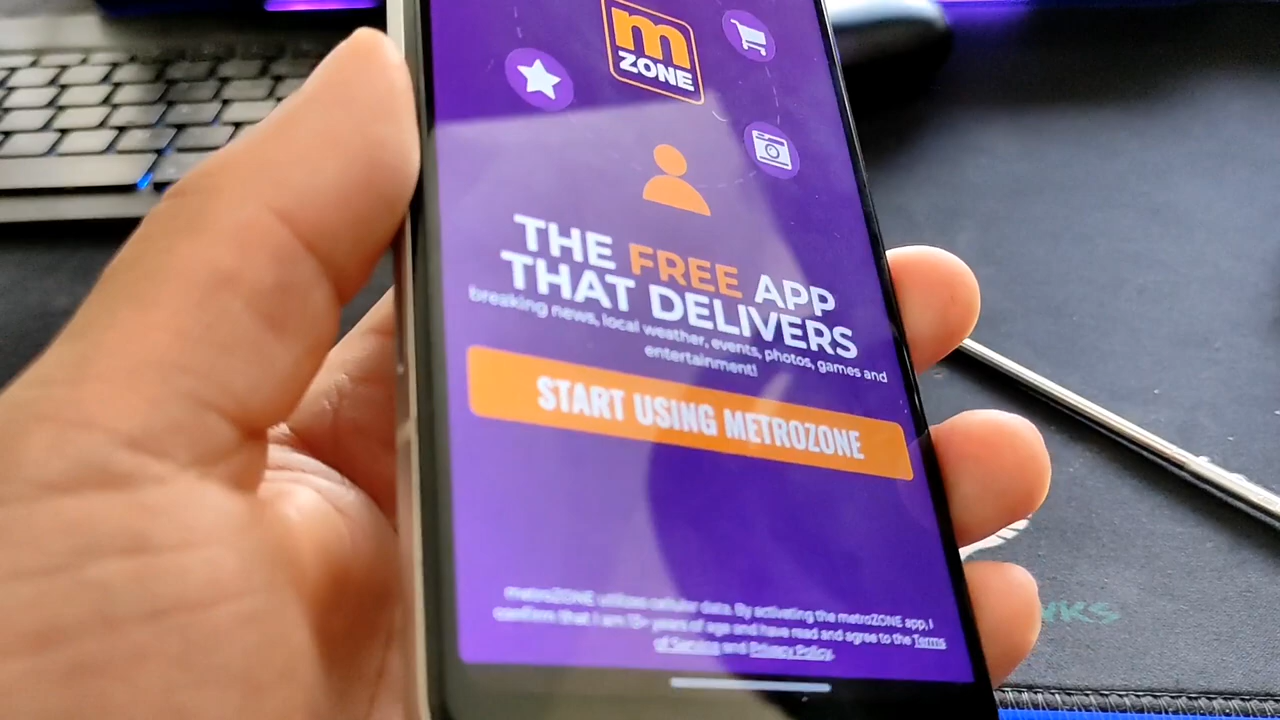 m
ZONE
THE FREE APP
THAT DELIVERS
breaking news, local weather, events, photos, games and
entertainment!
START USING METROZONE
metroZONE utilizes cellular data. By activating the metroZONE app, I
confirm that I am 13+ years of age and have read and agree to the Terms
of Service and Privacy Policy.